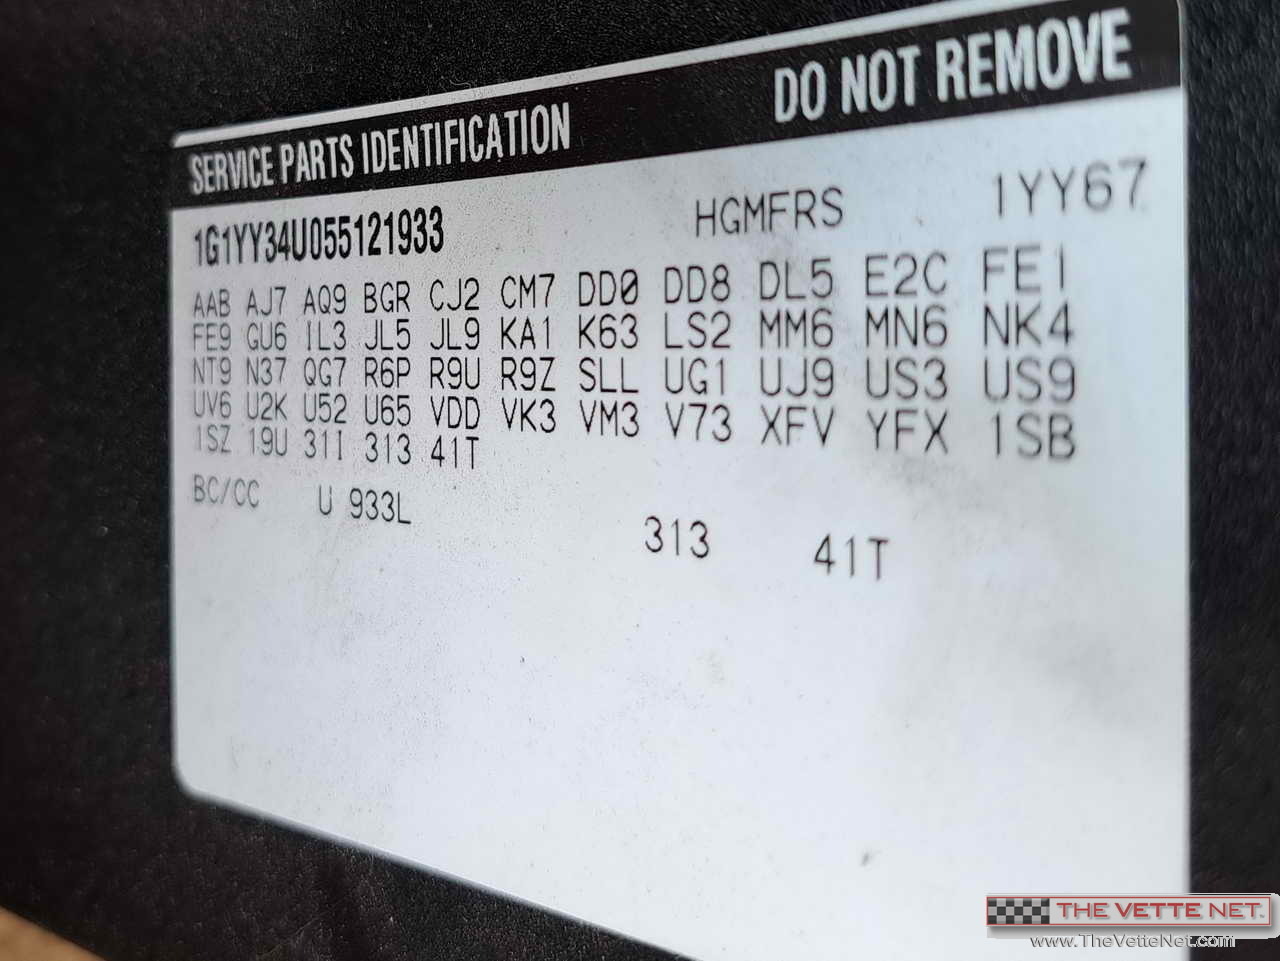 SERVICE PARTS IDENTIFICATION DO NOT REMOVE
1G1YY34U055121933 HGMFRS 1YY67
AAB AJ7 AQ9 BGR CJ2 CM7 DD0 DD8 DL5 E2C FE1
FE9 GU6 IL3 JL5 JL9 KA1 K63 LS2 MM6 MN6 NK4
NT9 N37 QG7 R6P R9U R9Z SLL UG1 UJ9 US3 US9
UV6 U2K U52 U65 VDD VK3 VM3 V73 XFV YFX 1SB
1SZ 19U 31I 313 41T
BC/CC U 933L 313 41T
THE VETTE NET.
www.TheVetteNet.com